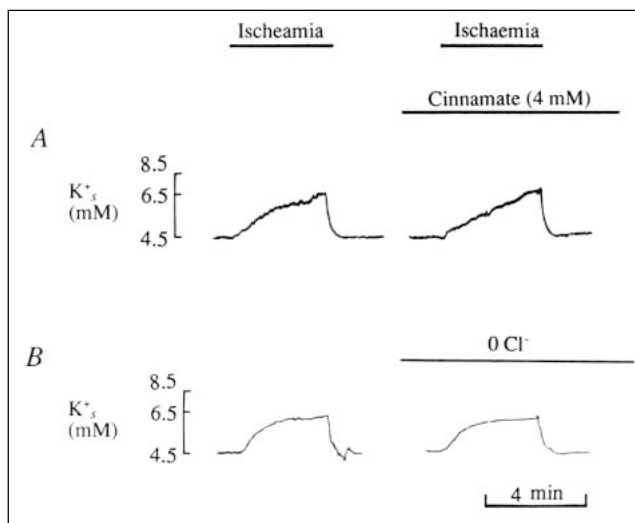 Ischeamia Ischaemia
Cinnamate (4 mM)
A
8.5
K⁺ₛ 6.5
(mM)
4.5
0 Cl⁻
B
8.5
K⁺ₛ 6.5
(mM)
4.5
4 min